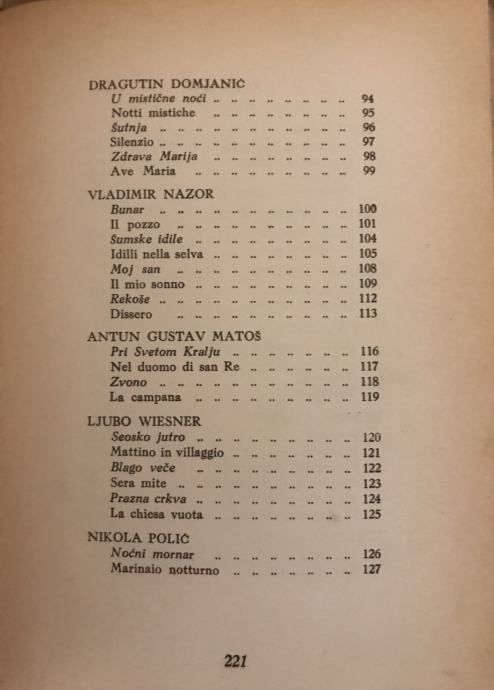 DRAGUTIN DOMJANIĆ
U mistične noći .. .. .. .. .. .. .. .. 94
Notti mistiche .. .. .. .. .. .. .. .. 95
Šutnja .. .. .. .. .. .. .. .. .. .. 96
Silenzio .. .. .. .. .. .. .. .. .. .. 97
Zdrava Marija .. .. .. .. .. .. .. .. 98
Ave Maria .. .. .. .. .. .. .. .. .. 99
VLADIMIR NAZOR
Bunar .. .. .. .. .. .. .. .. .. .. 100
Il pozzo .. .. .. .. .. .. .. .. .. .. 101
Šumske idile .. .. .. .. .. .. .. .. .. 104
Idilli nella selva .. .. .. .. .. .. .. .. 105
Moj san .. .. .. .. .. .. .. .. .. .. 108
Il mio sonno .. .. .. .. .. .. .. .. .. 109
Rekoše .. .. .. .. .. .. .. .. .. .. 112
Dissero .. .. .. .. .. .. .. .. .. .. 113
ANTUN GUSTAV MATOŠ
Pri Svetom Kralju .. .. .. .. .. .. .. 116
Nel duomo di san Re .. .. .. .. .. .. 117
Zvono .. .. .. .. .. .. .. .. .. .. 118
La campana .. .. .. .. .. .. .. .. .. 119
LJUBO WIESNER
Seosko jutro .. .. .. .. .. .. .. .. .. 120
Mattino in villaggio .. .. .. .. .. .. .. 121
Blago veče .. .. .. .. .. .. .. .. .. 122
Sera mite .. .. .. .. .. .. .. .. .. .. 123
Prazna crkva .. .. .. .. .. .. .. .. .. 124
La chiesa vuota .. .. .. .. .. .. .. .. 125
NIKOLA POLIĆ
Noćni mornar .. .. .. .. .. .. .. .. 126
Marinaio notturno .. .. .. .. .. .. .. 127
221